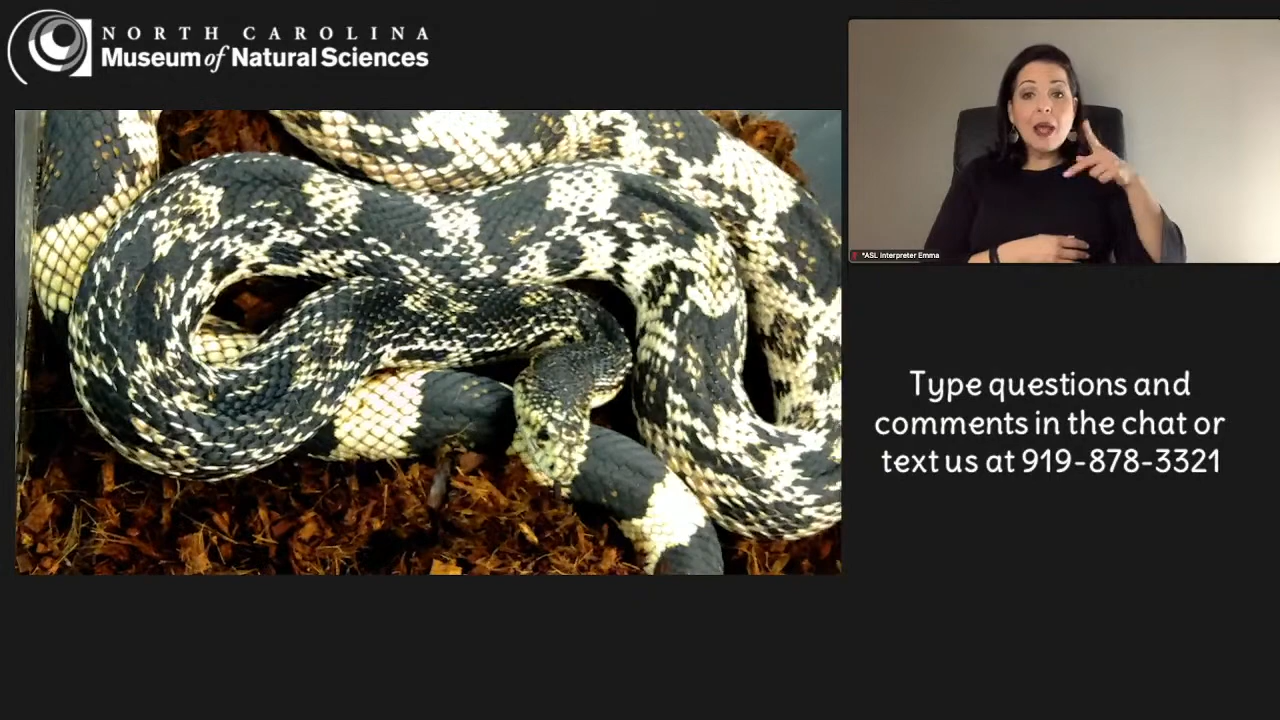 NORTH CAROLINA
Museum of Natural Sciences
*ASL Interpreter Emma
Type questions and
comments in the chat or
text us at 919-878-3321